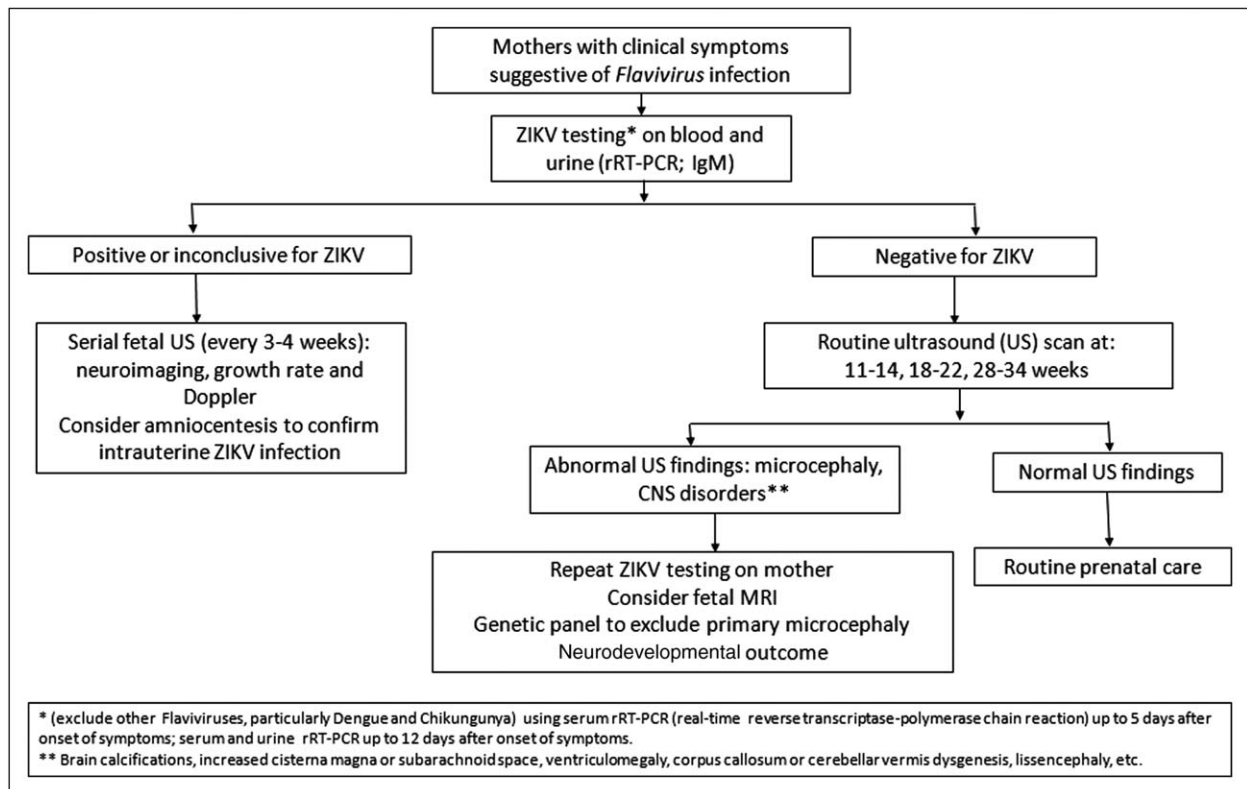 Mothers with clinical symptoms
suggestive of Flavivirus infection
ZIKV testing* on blood and
urine (rRT-PCR; IgM)
Positive or inconclusive for ZIKV
Negative for ZIKV
Serial fetal US (every 3-4 weeks):
neuroimaging, growth rate and
Doppler
Consider amniocentesis to confirm
intrauterine ZIKV infection
Routine ultrasound (US) scan at:
11-14, 18-22, 28-34 weeks
Abnormal US findings: microcephaly,
CNS disorders**
Normal US findings
Repeat ZIKV testing on mother
Consider fetal MRI
Genetic panel to exclude primary microcephaly
Neurodevelopmental outcome
Routine prenatal care
* (exclude other Flaviviruses, particularly Dengue and Chikungunya) using serum rRT-PCR (real-time reverse transcriptase-polymerase chain reaction) up to 5 days after
onset of symptoms; serum and urine rRT-PCR up to 12 days after onset of symptoms.
** Brain calcifications, increased cisterna magna or subarachnoid space, ventriculomegaly, corpus callosum or cerebellar vermis dysgenesis, lissencephaly, etc.